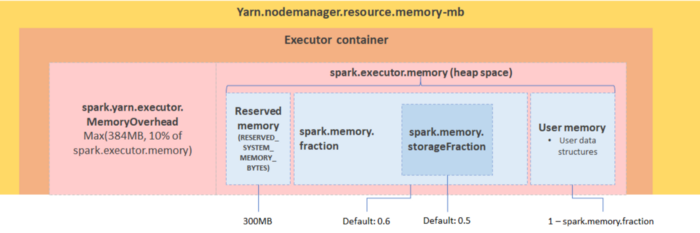 Yarn.nodemanager.resource.memory-mb
Executor container
spark.executor.memory (heap space)
spark.yarn.executor.
MemoryOverhead
Max(384MB, 10% of
spark.executor.memory)
Reserved
memory
(RESERVED_
SYSTEM_
MEMORY_
BYTES)
spark.memory.
fraction
spark.memory.
storageFraction
User memory
• User data
structures
300MB
Default: 0.6
Default: 0.5
1 – spark.memory.fraction